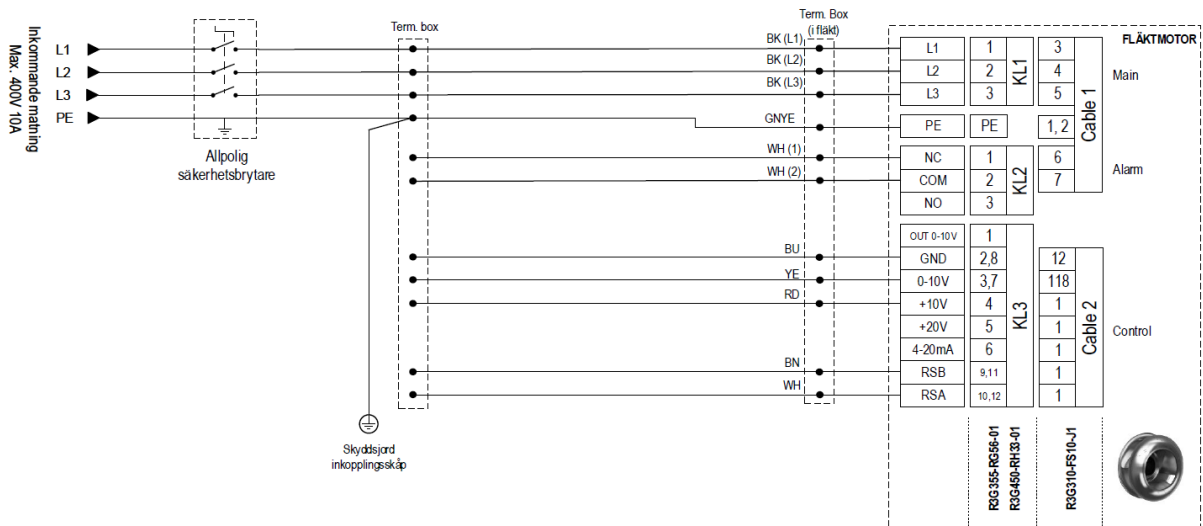 Inkommande matning
Max. 400V 10A
L1
L2
L3
PE
Allpolig
säkerhetsbrytare
Term. box
Skyddsjord
inkopplingsskåp
Term. Box
(i fläkt)
BK (L1)
BK (L2)
BK (L3)
GNYE
WH (1)
WH (2)
BU
YE
RD
BN
WH
FLÄKTMOTOR
L1 1 3
L2 2 4
L3 3 5
KL1
Main
PE PE 1, 2
Cable 1
NC 1 6
COM 2 7
NO 3
KL2
Alarm
OUT 0-10V 1
GND 2,8 12
0-10V 3,7 118
+10V 4 1
+20V 5 1
4-20mA 6 1
RSB 9,11 1
RSA 10,12 1
KL3
Cable 2
Control
R3G355-RG56-01
R3G450-RH33-01
R3G310-FS10-J1